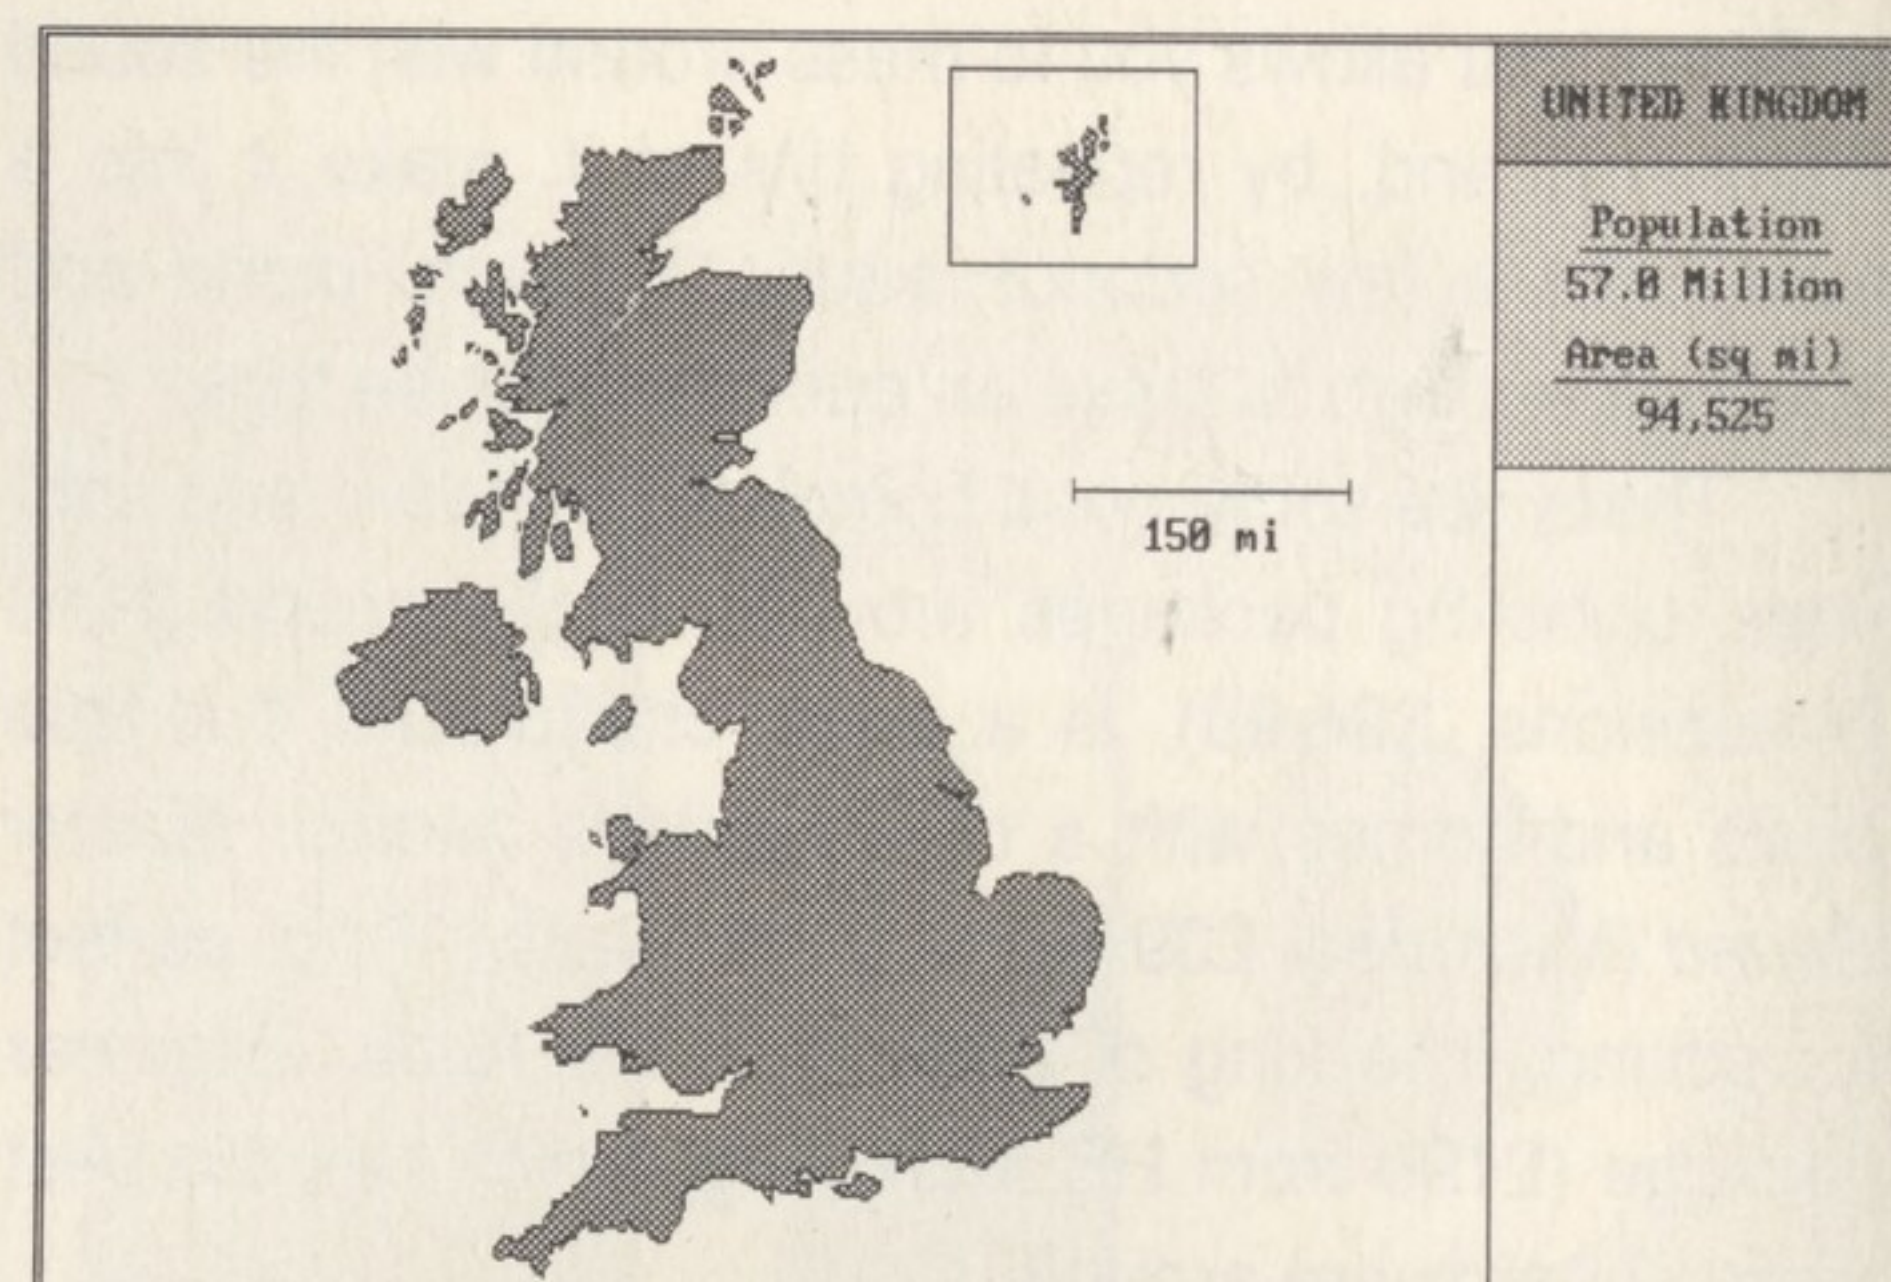 UNITED KINGDOM
Population
57.0 Million
Area (sq mi)
94,525
150 mi